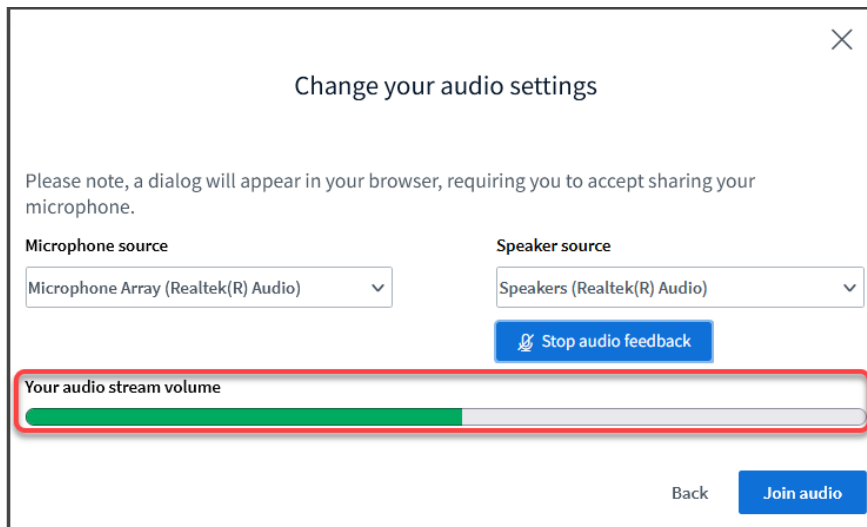 Change your audio settings
Please note, a dialog will appear in your browser, requiring you to accept sharing your
microphone.
Microphone source
Speaker source
Microphone Array (Realtek(R) Audio)
Speakers (Realtek(R) Audio)
Stop audio feedback
Your audio stream volume
Back
Join audio